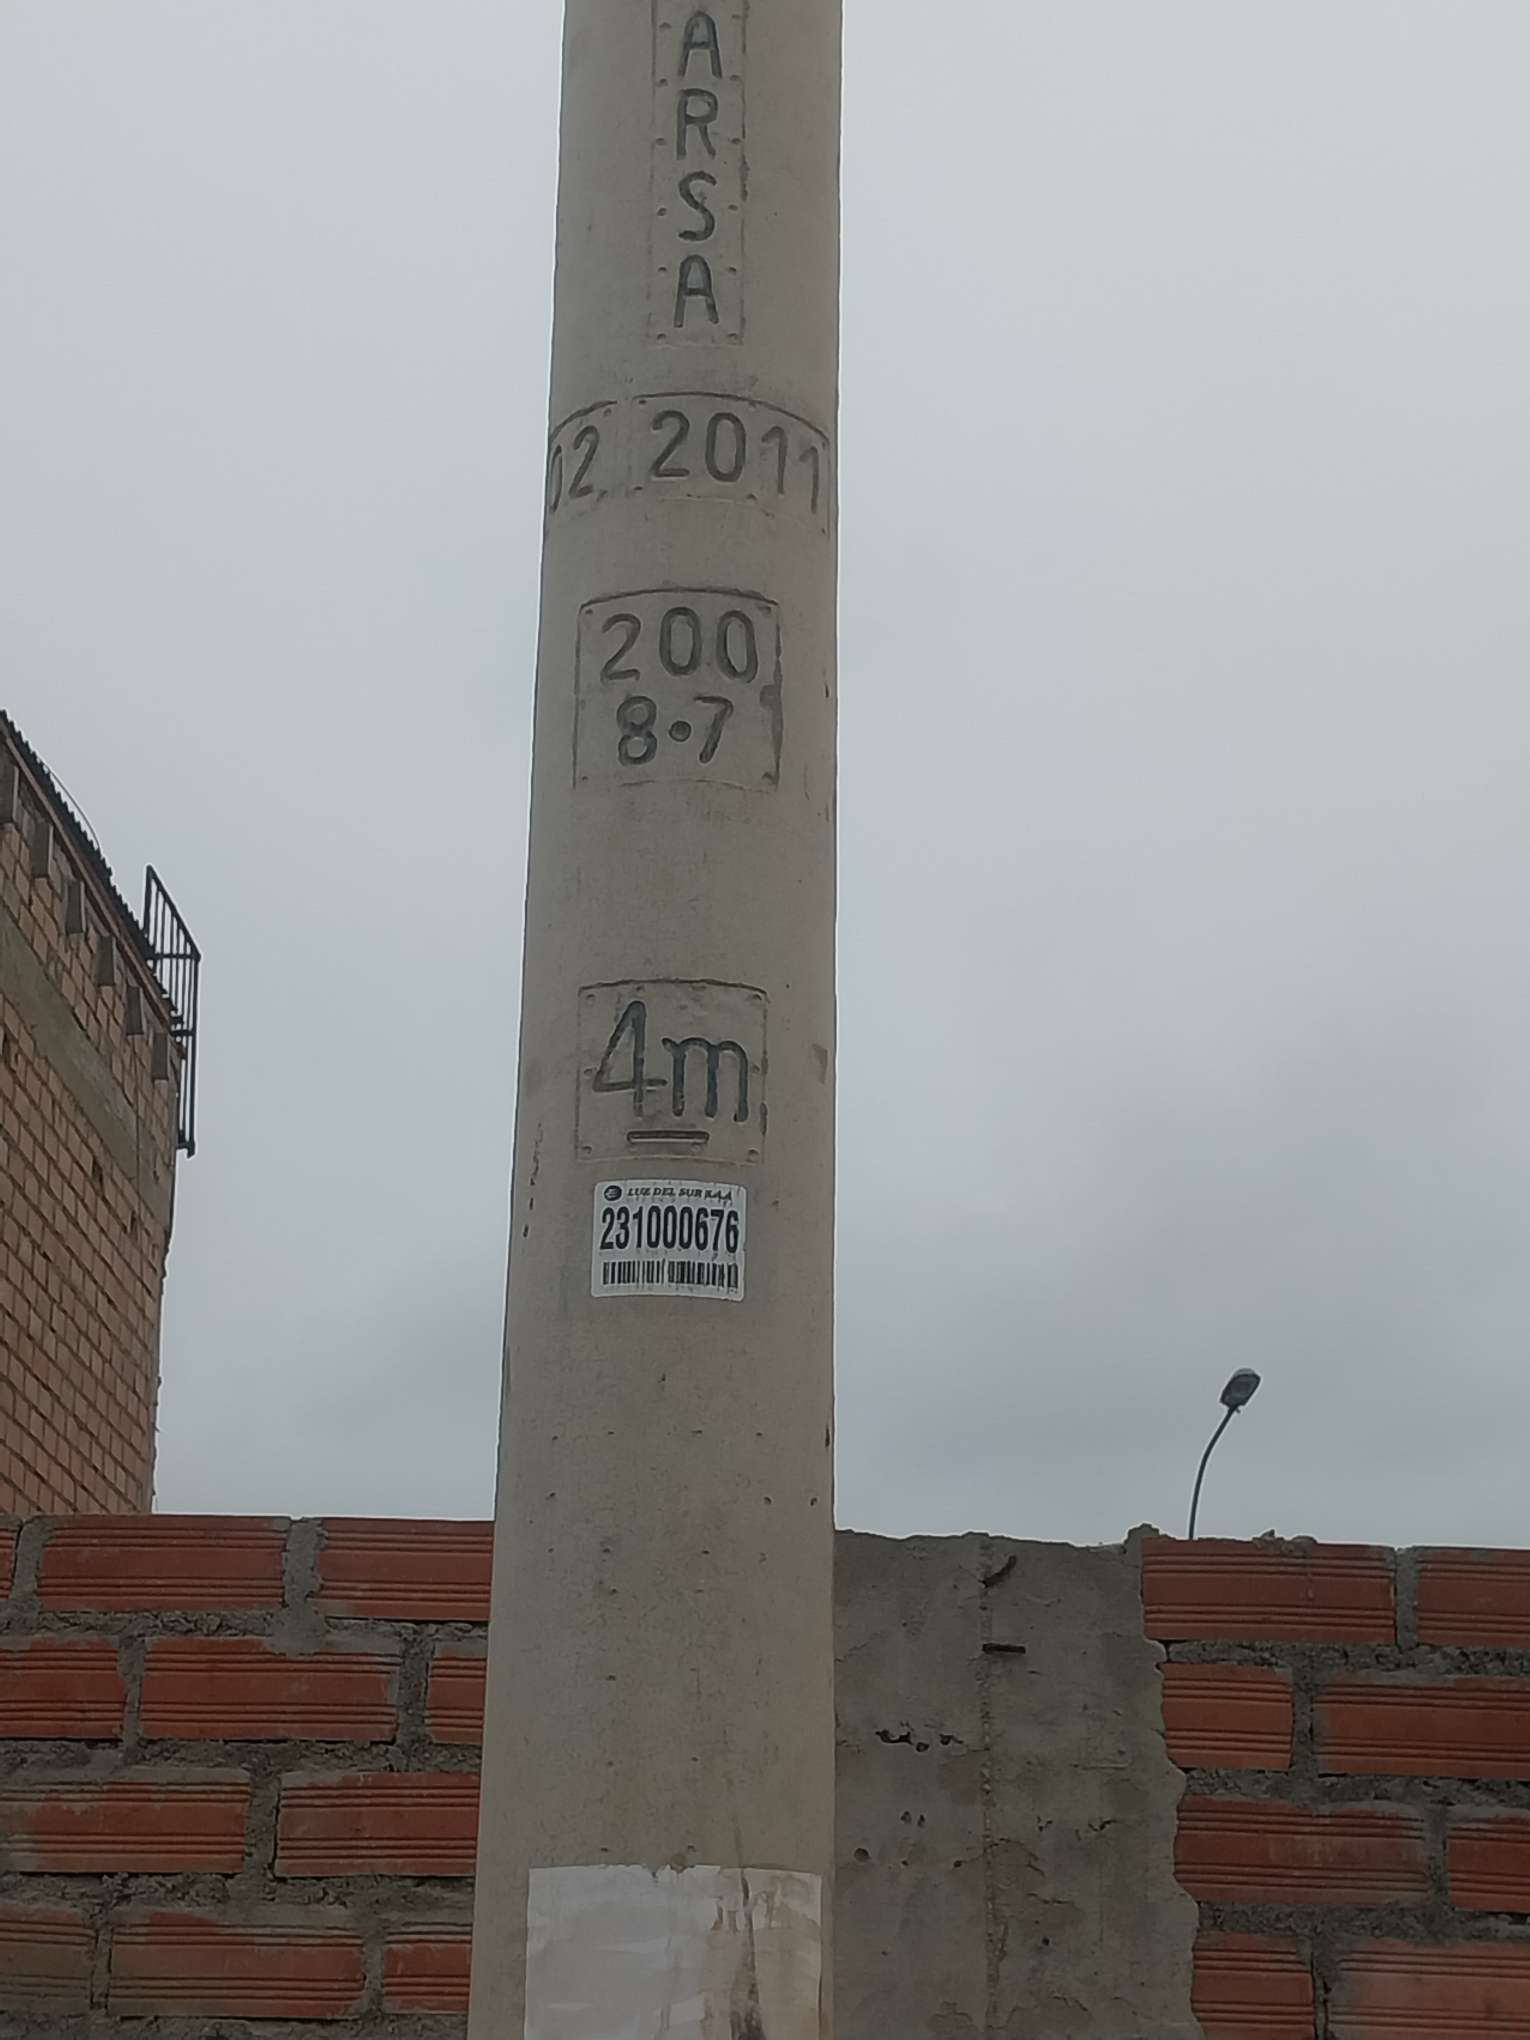 ARSA
02 2011
200
8•7
4m
LUZ DEL SUR S.A.A
231000676